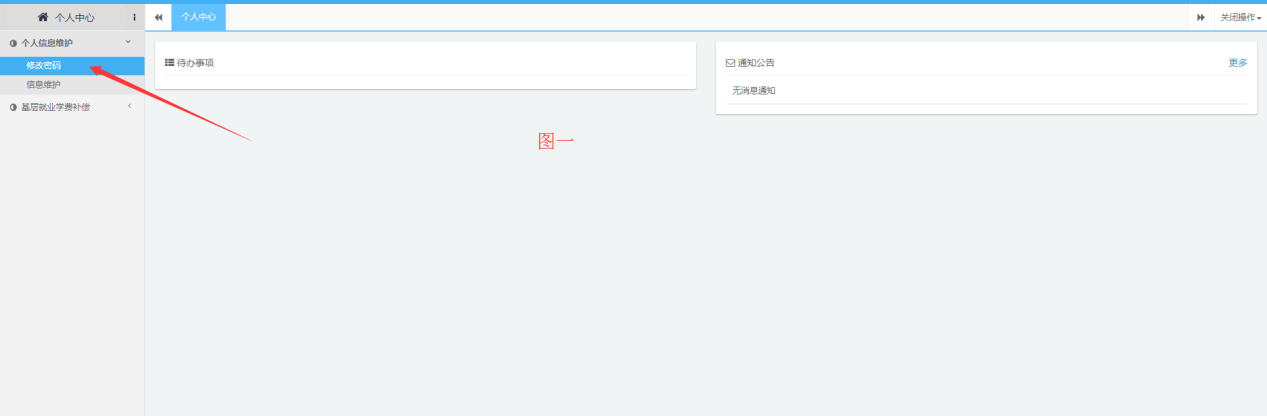 个人中心
个人中心
关闭操作
个人信息维护
修改密码
信息维护
基层就业学费补偿
待办事项
通知公告
更多
无消息通知
图一